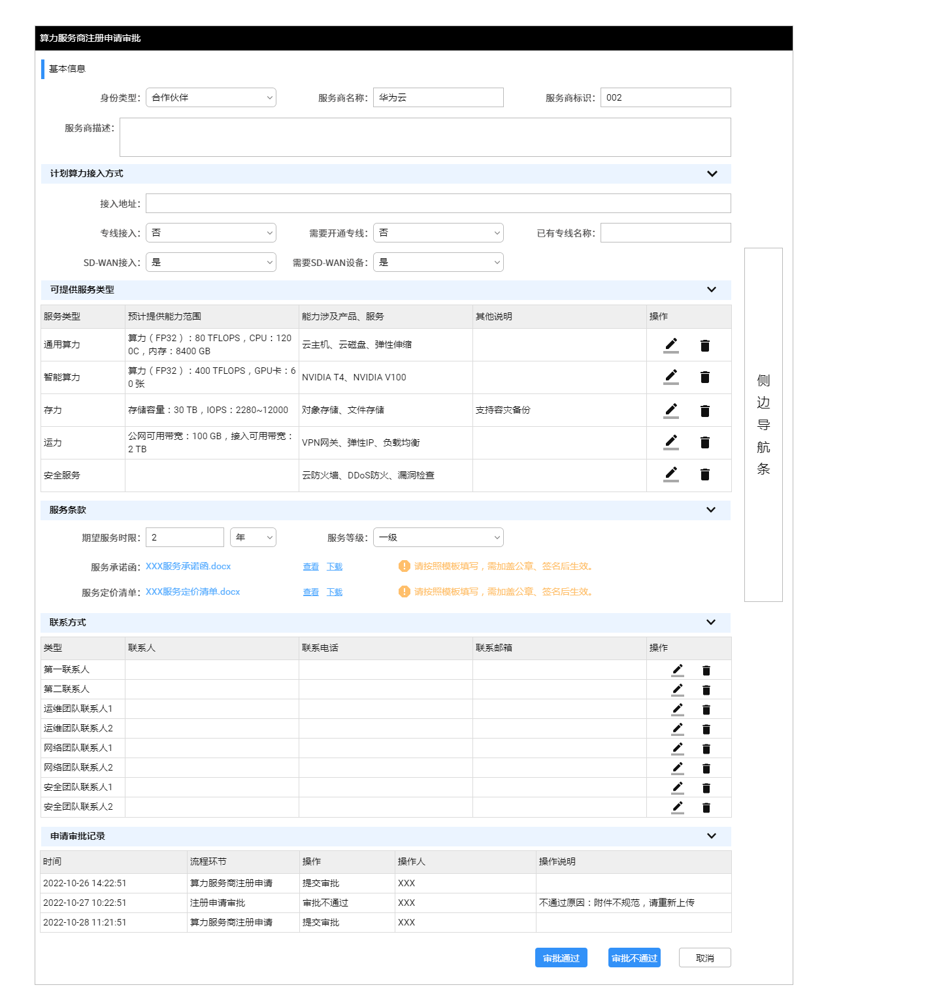 算力服务商注册申请审批
基本信息
身份类型： 合作伙伴 服务商名称： 华为云 服务商标识： 002
服务商描述：
计划算力接入方式
接入地址：
专线接入： 否 需要开通专线： 否 已有专线名称：
SD-WAN接入： 是 需要SD-WAN设备： 是
可提供服务类型
服务类型 预计提供能力范围 能力涉及产品、服务 其他说明 操作
通用算力 算力（FP32）：80 TFLOPS，CPU：120
0C，内存：8400 GB 云主机、云磁盘、弹性伸缩
智能算力 算力（FP32）：400 TFLOPS，GPU卡：6
0 张 NVIDIA T4、NVIDIA V100
存力 存储容量：30 TB，IOPS：2280~12000 对象存储、文件存储 支持容灾备份
运力 公网可用带宽：100 GB，接入可用带宽：
2 TB VPN网关、弹性IP、负载均衡
安全服务 云防火墙、DDoS防火、漏洞检查
侧
边
导
航
条
服务条款
期望服务时限： 2 年 服务等级： 一级
服务承诺函： XXX服务承诺函.docx 查看 下载 请按照模板填写，需加盖公章、签名后生效。
服务定价清单： XXX服务定价清单.docx 查看 下载 请按照模板填写，需加盖公章、签名后生效。
联系方式
类型 联系人 联系电话 联系邮箱 操作
第一联系人
第二联系人
运维团队联系人1
运维团队联系人2
网络团队联系人1
网络团队联系人2
安全团队联系人1
安全团队联系人2
申请审批记录
时间 流程环节 操作 操作人 操作说明
2022-10-26 14:22:51 算力服务商注册申请 提交审批 XXX
2022-10-27 10:22:51 注册申请审批 审批不通过 XXX 不通过原因：附件不规范，请重新上传
2022-10-28 11:21:51 算力服务商注册申请 提交审批 XXX
审批通过 审批不通过 取消